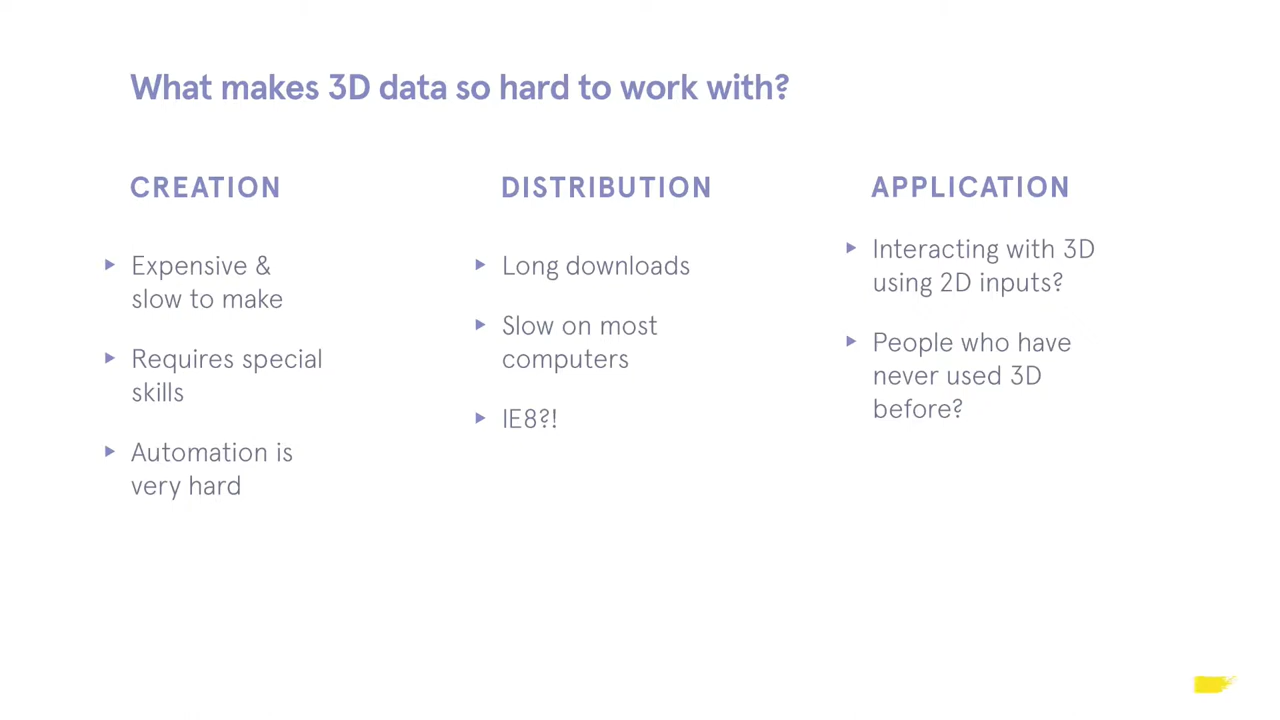 What makes 3D data so hard to work with?
CREATION
Expensive &
slow to make
Requires special
skills
Automation is
very hard
DISTRIBUTION
Long downloads
Slow on most
computers
IE8?!
APPLICATION
Interacting with 3D
using 2D inputs?
People who have
never used 3D
before?